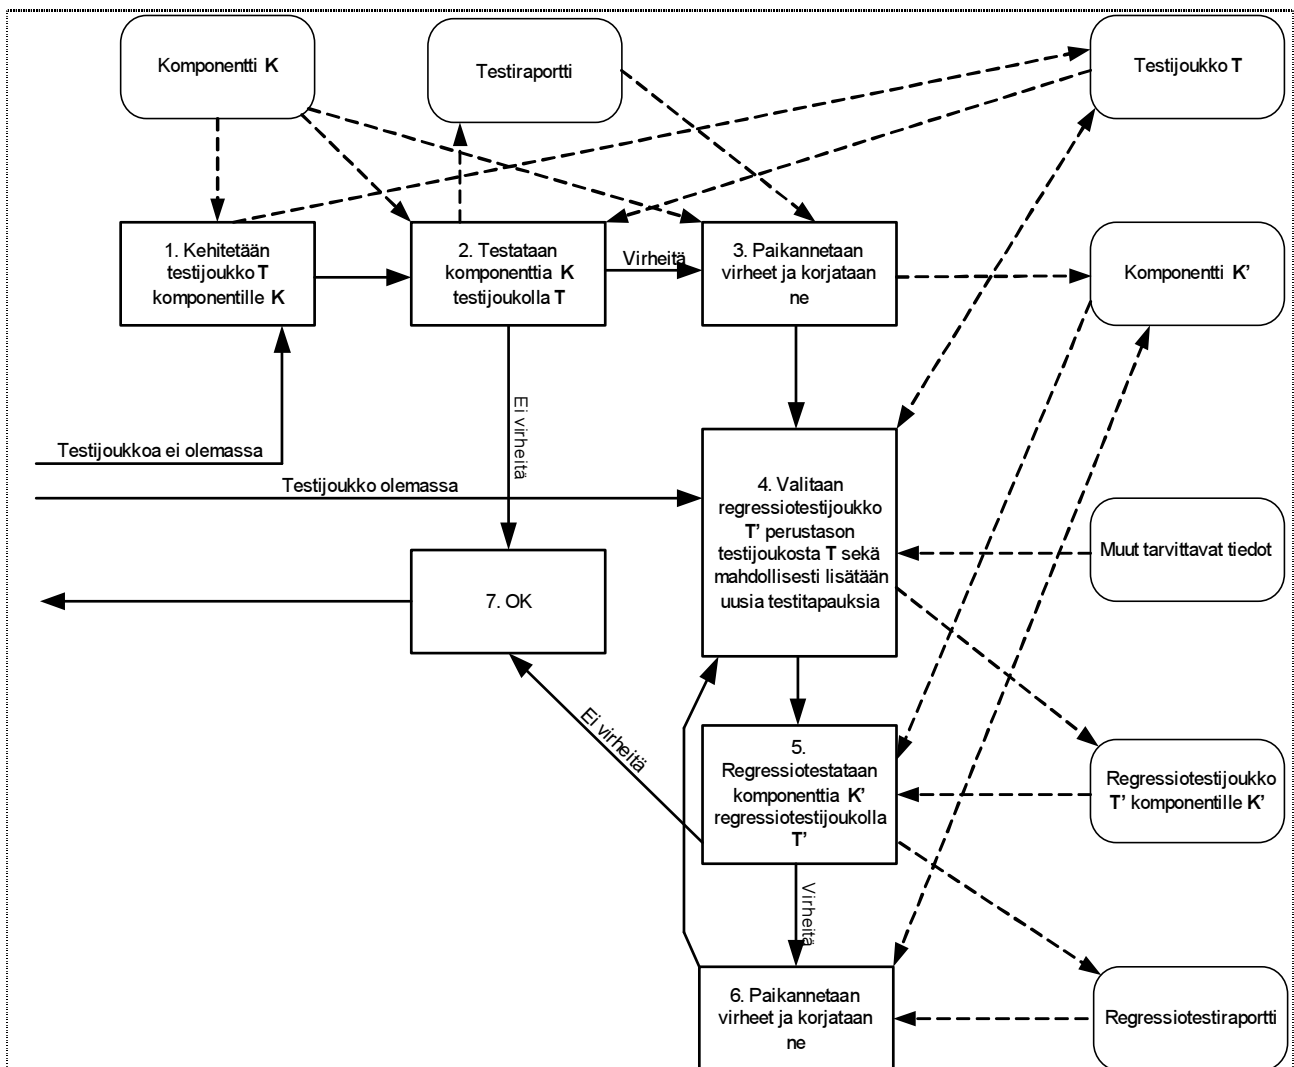 Komponentti K
Testiraportti
Testijoukko T
1. Kehitetään
testijoukko T
komponentille K
2. Testataan
komponenttia K
testijoukolla T
Virheitä
3. Paikannetaan
virheet ja korjataan
ne
Komponentti K'
Ei virheitä
Testijoukkoa ei olemassa
Testijoukko olemassa
4. Valitaan
regressiotestijoukko
T' perustason
testijoukosta T sekä
mahdollisesti lisätään
uusia testitapauksia
Muut tarvittavat tiedot
7. OK
Ei virheitä
5.
Regressiotestataan
komponenttia K'
regressiotestijoukolla
T'
Regressiotestijoukko
T' komponentille K'
Virheitä
6. Paikannetaan
virheet ja korjataan
ne
Regressiotestiraportti